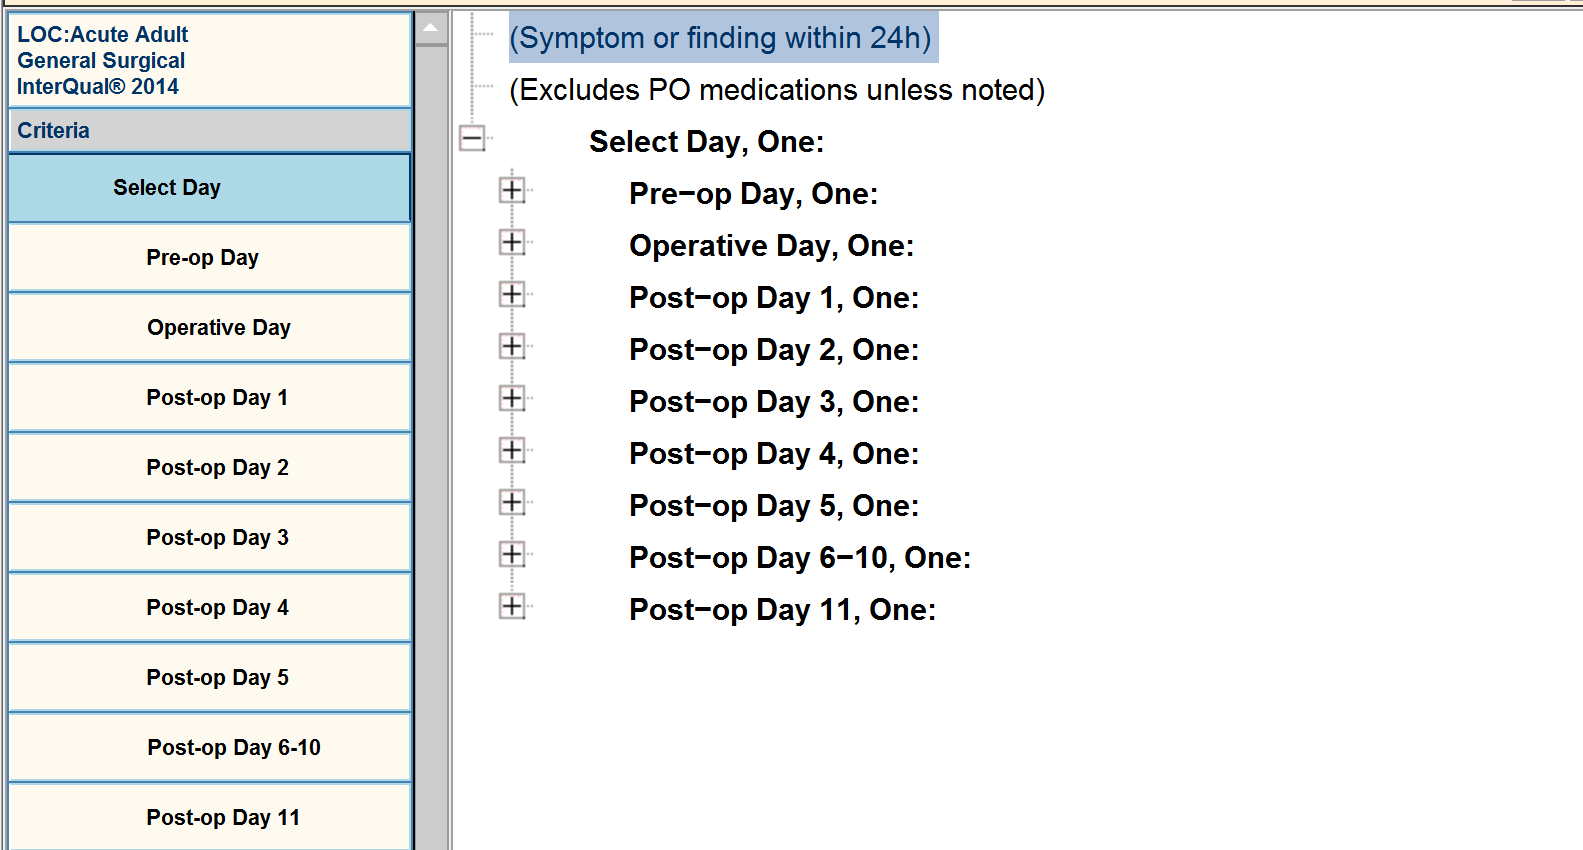 LOC:Acute Adult
General Surgical
InterQual® 2014
Criteria
Select Day
Pre-op Day
Operative Day
Post-op Day 1
Post-op Day 2
Post-op Day 3
Post-op Day 4
Post-op Day 5
Post-op Day 6-10
Post-op Day 11
(Symptom or finding within 24h)
(Excludes PO medications unless noted)
Select Day, One:
Pre−op Day, One:
Operative Day, One:
Post−op Day 1, One:
Post−op Day 2, One:
Post−op Day 3, One:
Post−op Day 4, One:
Post−op Day 5, One:
Post−op Day 6−10, One:
Post−op Day 11, One: